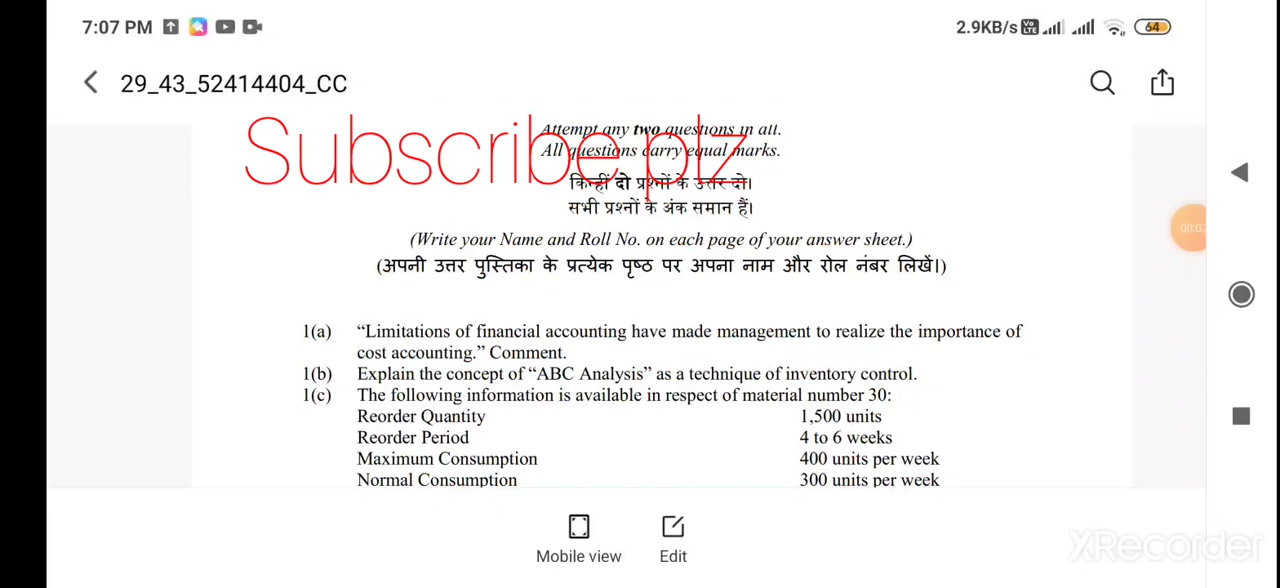 7:07 PM
2.9KB/s Vo LTE 64
29_43_52414404_CC
Subscribe plz
Attempt any two questions in all.
All questions carry equal marks.
किन्हीं दो प्रश्नों के उत्तर दो।
सभी प्रश्नों के अंक समान हैं।
(Write your Name and Roll No. on each page of your answer sheet.)
(अपनी उत्तर पुस्तिका के प्रत्येक पृष्ठ पर अपना नाम और रोल नंबर लिखें।)
1(a) “Limitations of financial accounting have made management to realize the importance of
cost accounting.” Comment.
1(b) Explain the concept of “ABC Analysis” as a technique of inventory control.
1(c) The following information is available in respect of material number 30:
Reorder Quantity 1,500 units
Reorder Period 4 to 6 weeks
Maximum Consumption 400 units per week
Normal Consumption 300 units per week
Mobile view
Edit
XRecorder